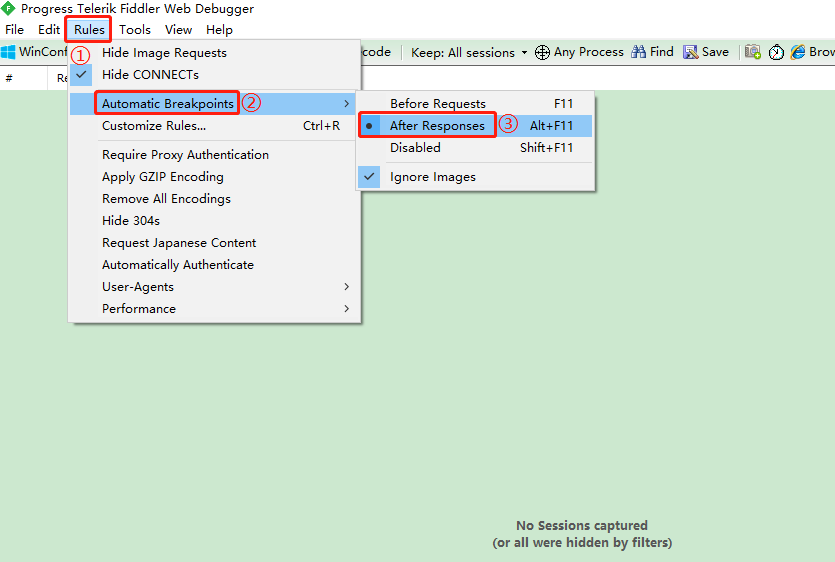 Progress Telerik Fiddler Web Debugger
File Edit Rules Tools View Help
WinConf
code Keep: All sessions Any Process Find Save Brow
①
Hide Image Requests
# Re
Hide CONNECTs
Automatic Breakpoints ②
Customize Rules... Ctrl+R
Require Proxy Authentication
Apply GZIP Encoding
Remove All Encodings
Hide 304s
Request Japanese Content
Automatically Authenticate
User-Agents
Performance
Before Requests F11
After Responses ③ Alt+F11
Disabled Shift+F11
Ignore Images
No Sessions captured
(or all were hidden by filters)